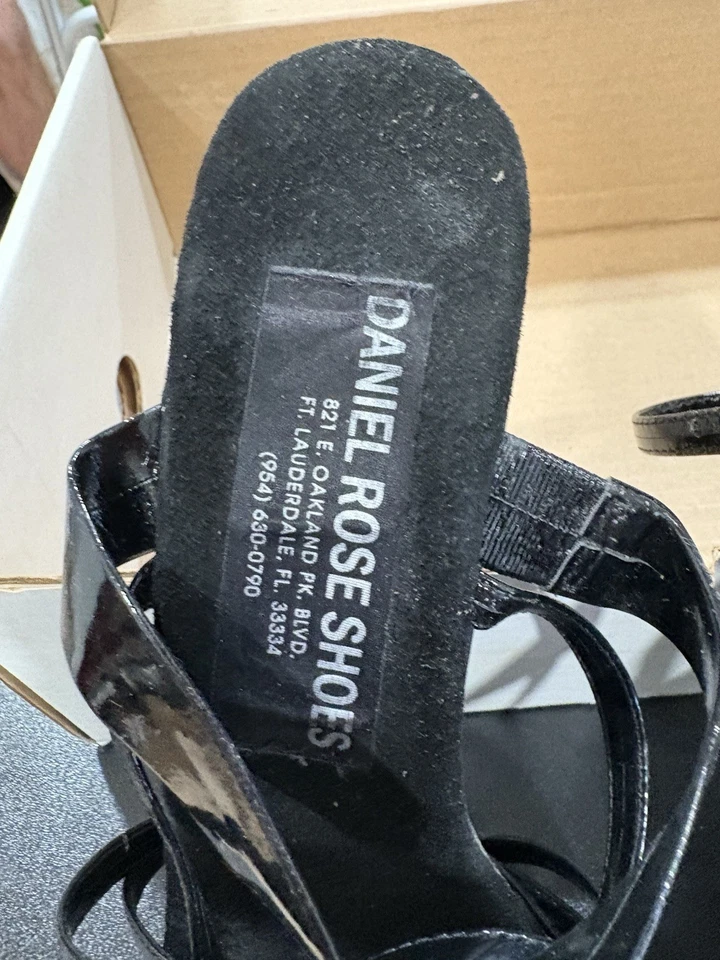 DANIEL ROSE SHOES
821 E. OAKLAND PK. BLVD.
FT. LAUDERDALE, FL. 33334
(954) 630-0790